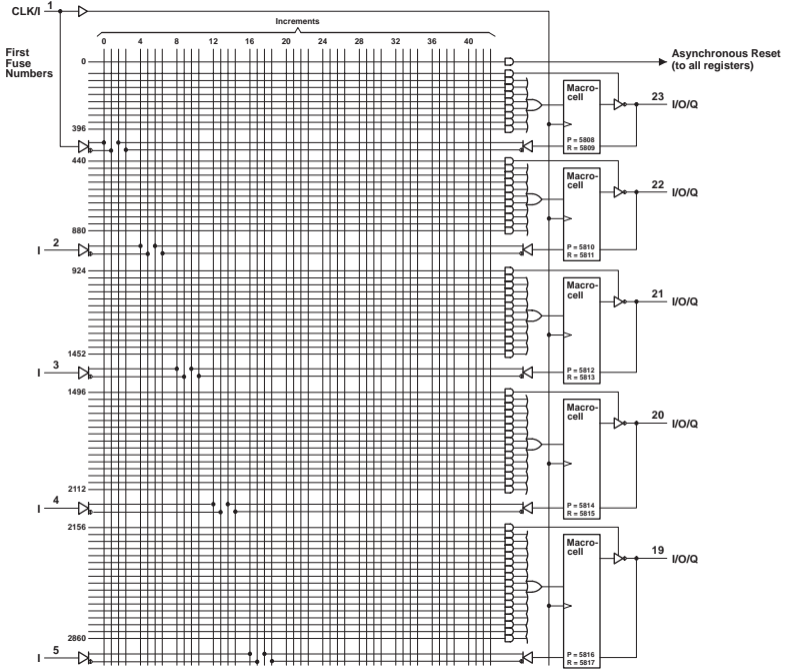 CLK/I 1
Increments
0 4 8 12 16 20 24 28 32 36 40
First
Fuse
Numbers
0
Asynchronous Reset
(to all registers)
Macro-
cell
23 I/O/Q
396
P = 5808
R = 5809
440
Macro-
cell
22 I/O/Q
880
I 2
P = 5810
R = 5811
924
Macro-
cell
21 I/O/Q
1452
I 3
P = 5812
R = 5813
1496
Macro-
cell
20 I/O/Q
2112
I 4
P = 5814
R = 5815
2156
Macro-
cell
19 I/O/Q
2860
I 5
P = 5816
R = 5817